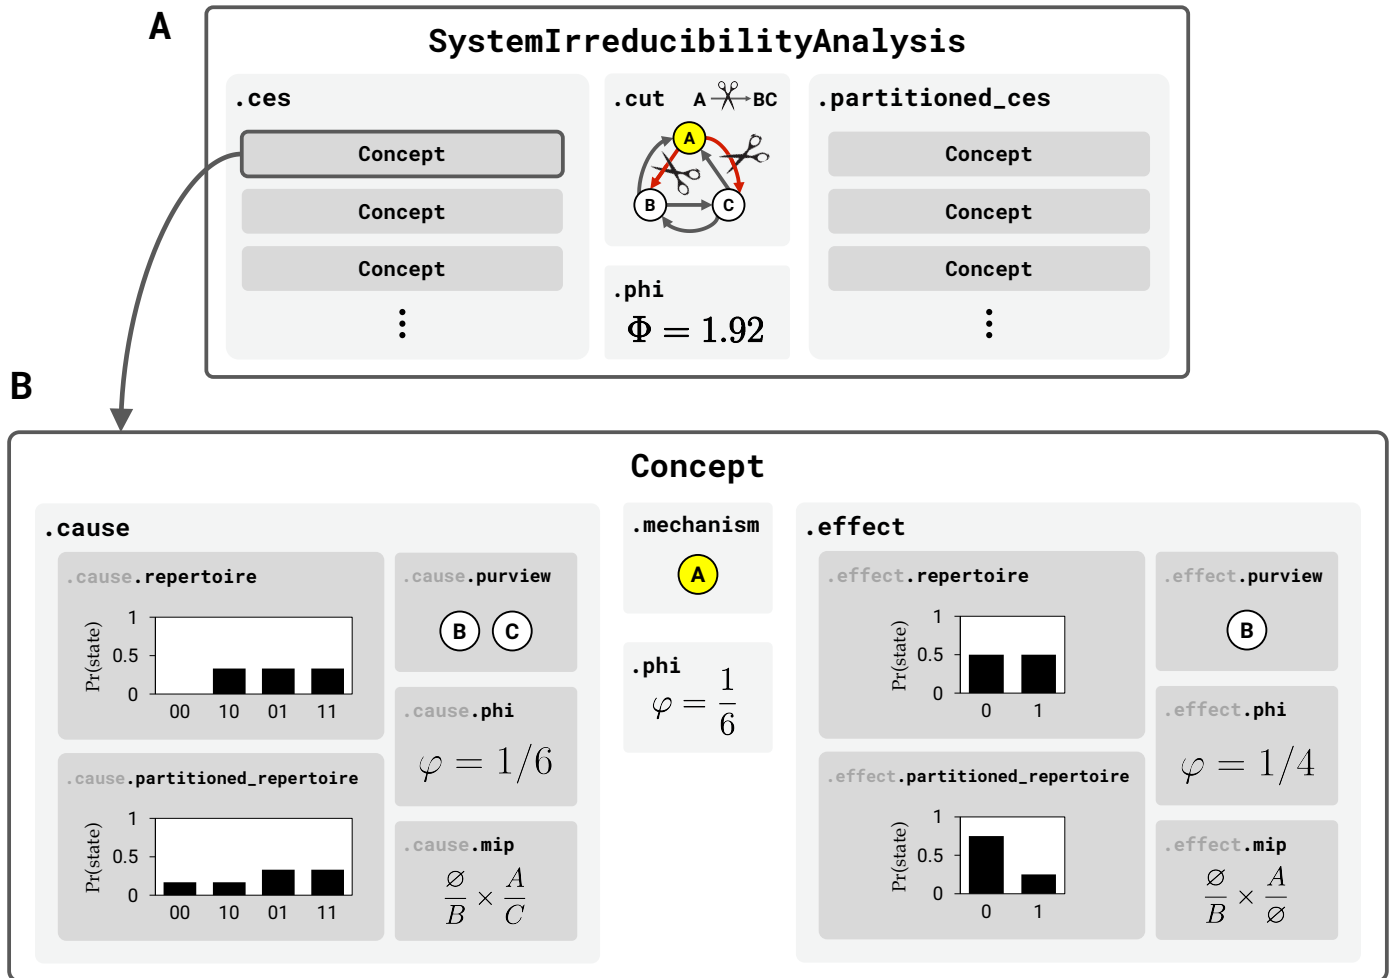 A
SystemIrreducibilityAnalysis
.ces
Concept
Concept
Concept
.cut
A BC
A
B
C
.phi
Φ = 1.92
.partitioned_ces
Concept
Concept
Concept
B
Concept
.cause
.cause.repertoire
Pr(state)
1
0.5
0
00 10 01 11
.cause.partitioned_repertoire
Pr(state)
1
0.5
0
00 10 01 11
.cause.purview
B C
.cause.phi
φ = 1/6
.cause.mip
∅/B × A/C
.mechanism
A
.phi
φ = 1/6
.effect
.effect.repertoire
Pr(state)
1
0.5
0
0 1
.effect.partitioned_repertoire
Pr(state)
1
0.5
0
0 1
.effect.purview
B
.effect.phi
φ = 1/4
.effect.mip
∅/B × A/∅